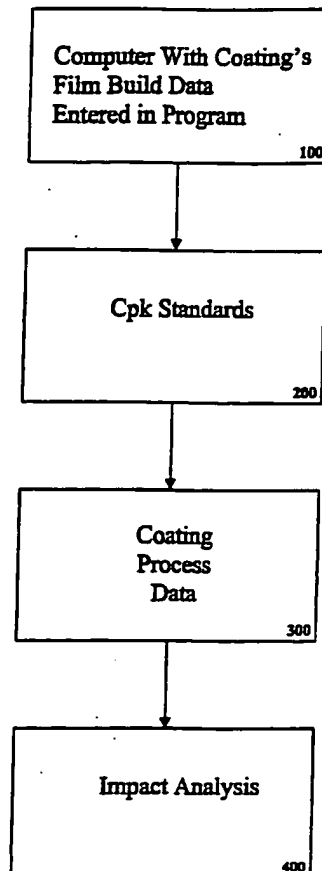 Computer With Coating's
Film Build Data
Entered in Program
100
Cpk Standards
200
Coating
Process
Data
300
Impact Analysis
400